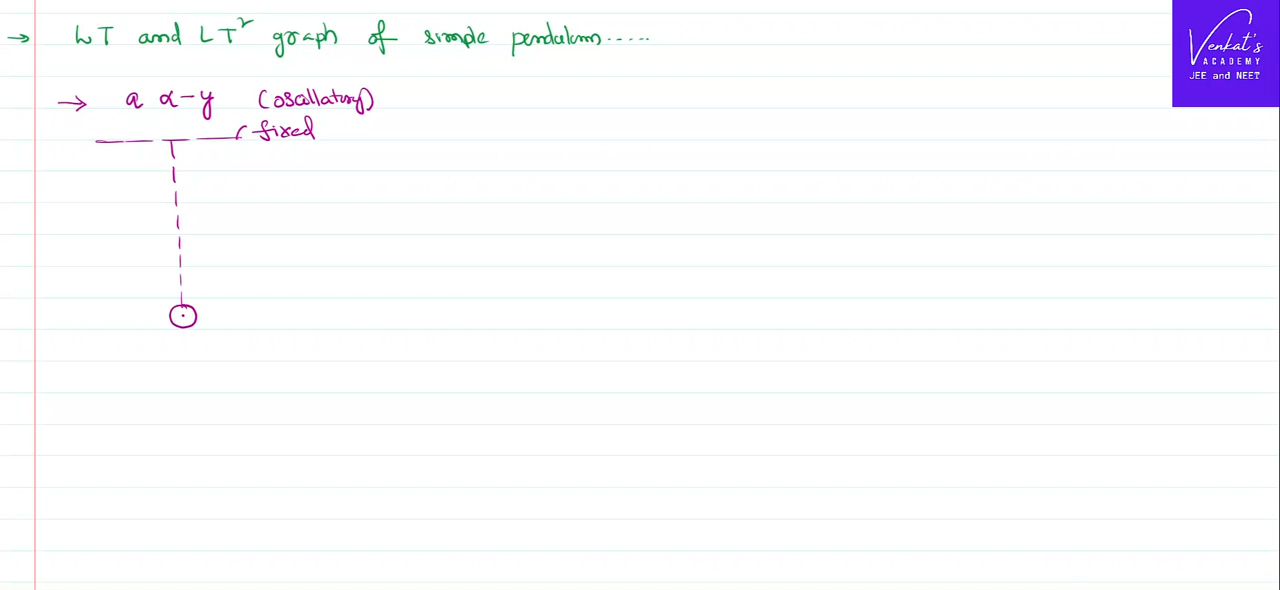 → LT and LT² graph of simple pendulum.....
→ a α - y (oscillatory)
fixed
Venkat's
ACADEMY
JEE and NEET